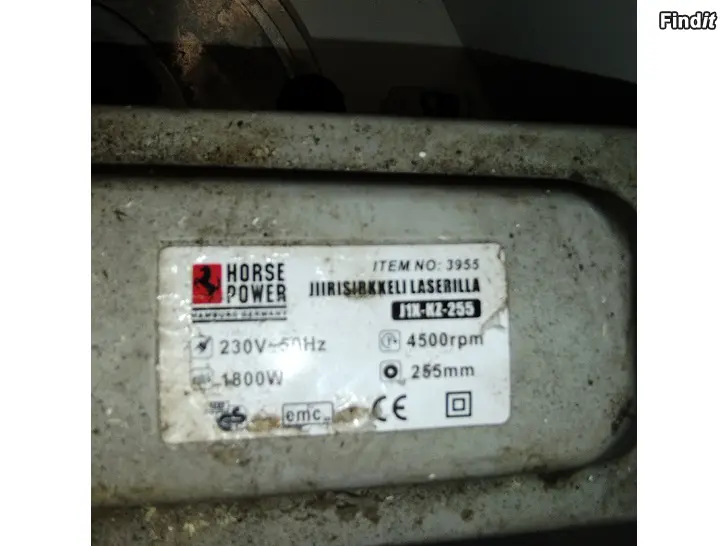 Findit
HORSE
POWER
HAMBURG GERMANY
ITEM NO: 3955
JIIRISIRKKELI LASERILLA
J1X-HZ-255
230V~50Hz
4500rpm
1800W
255mm
emc
CE